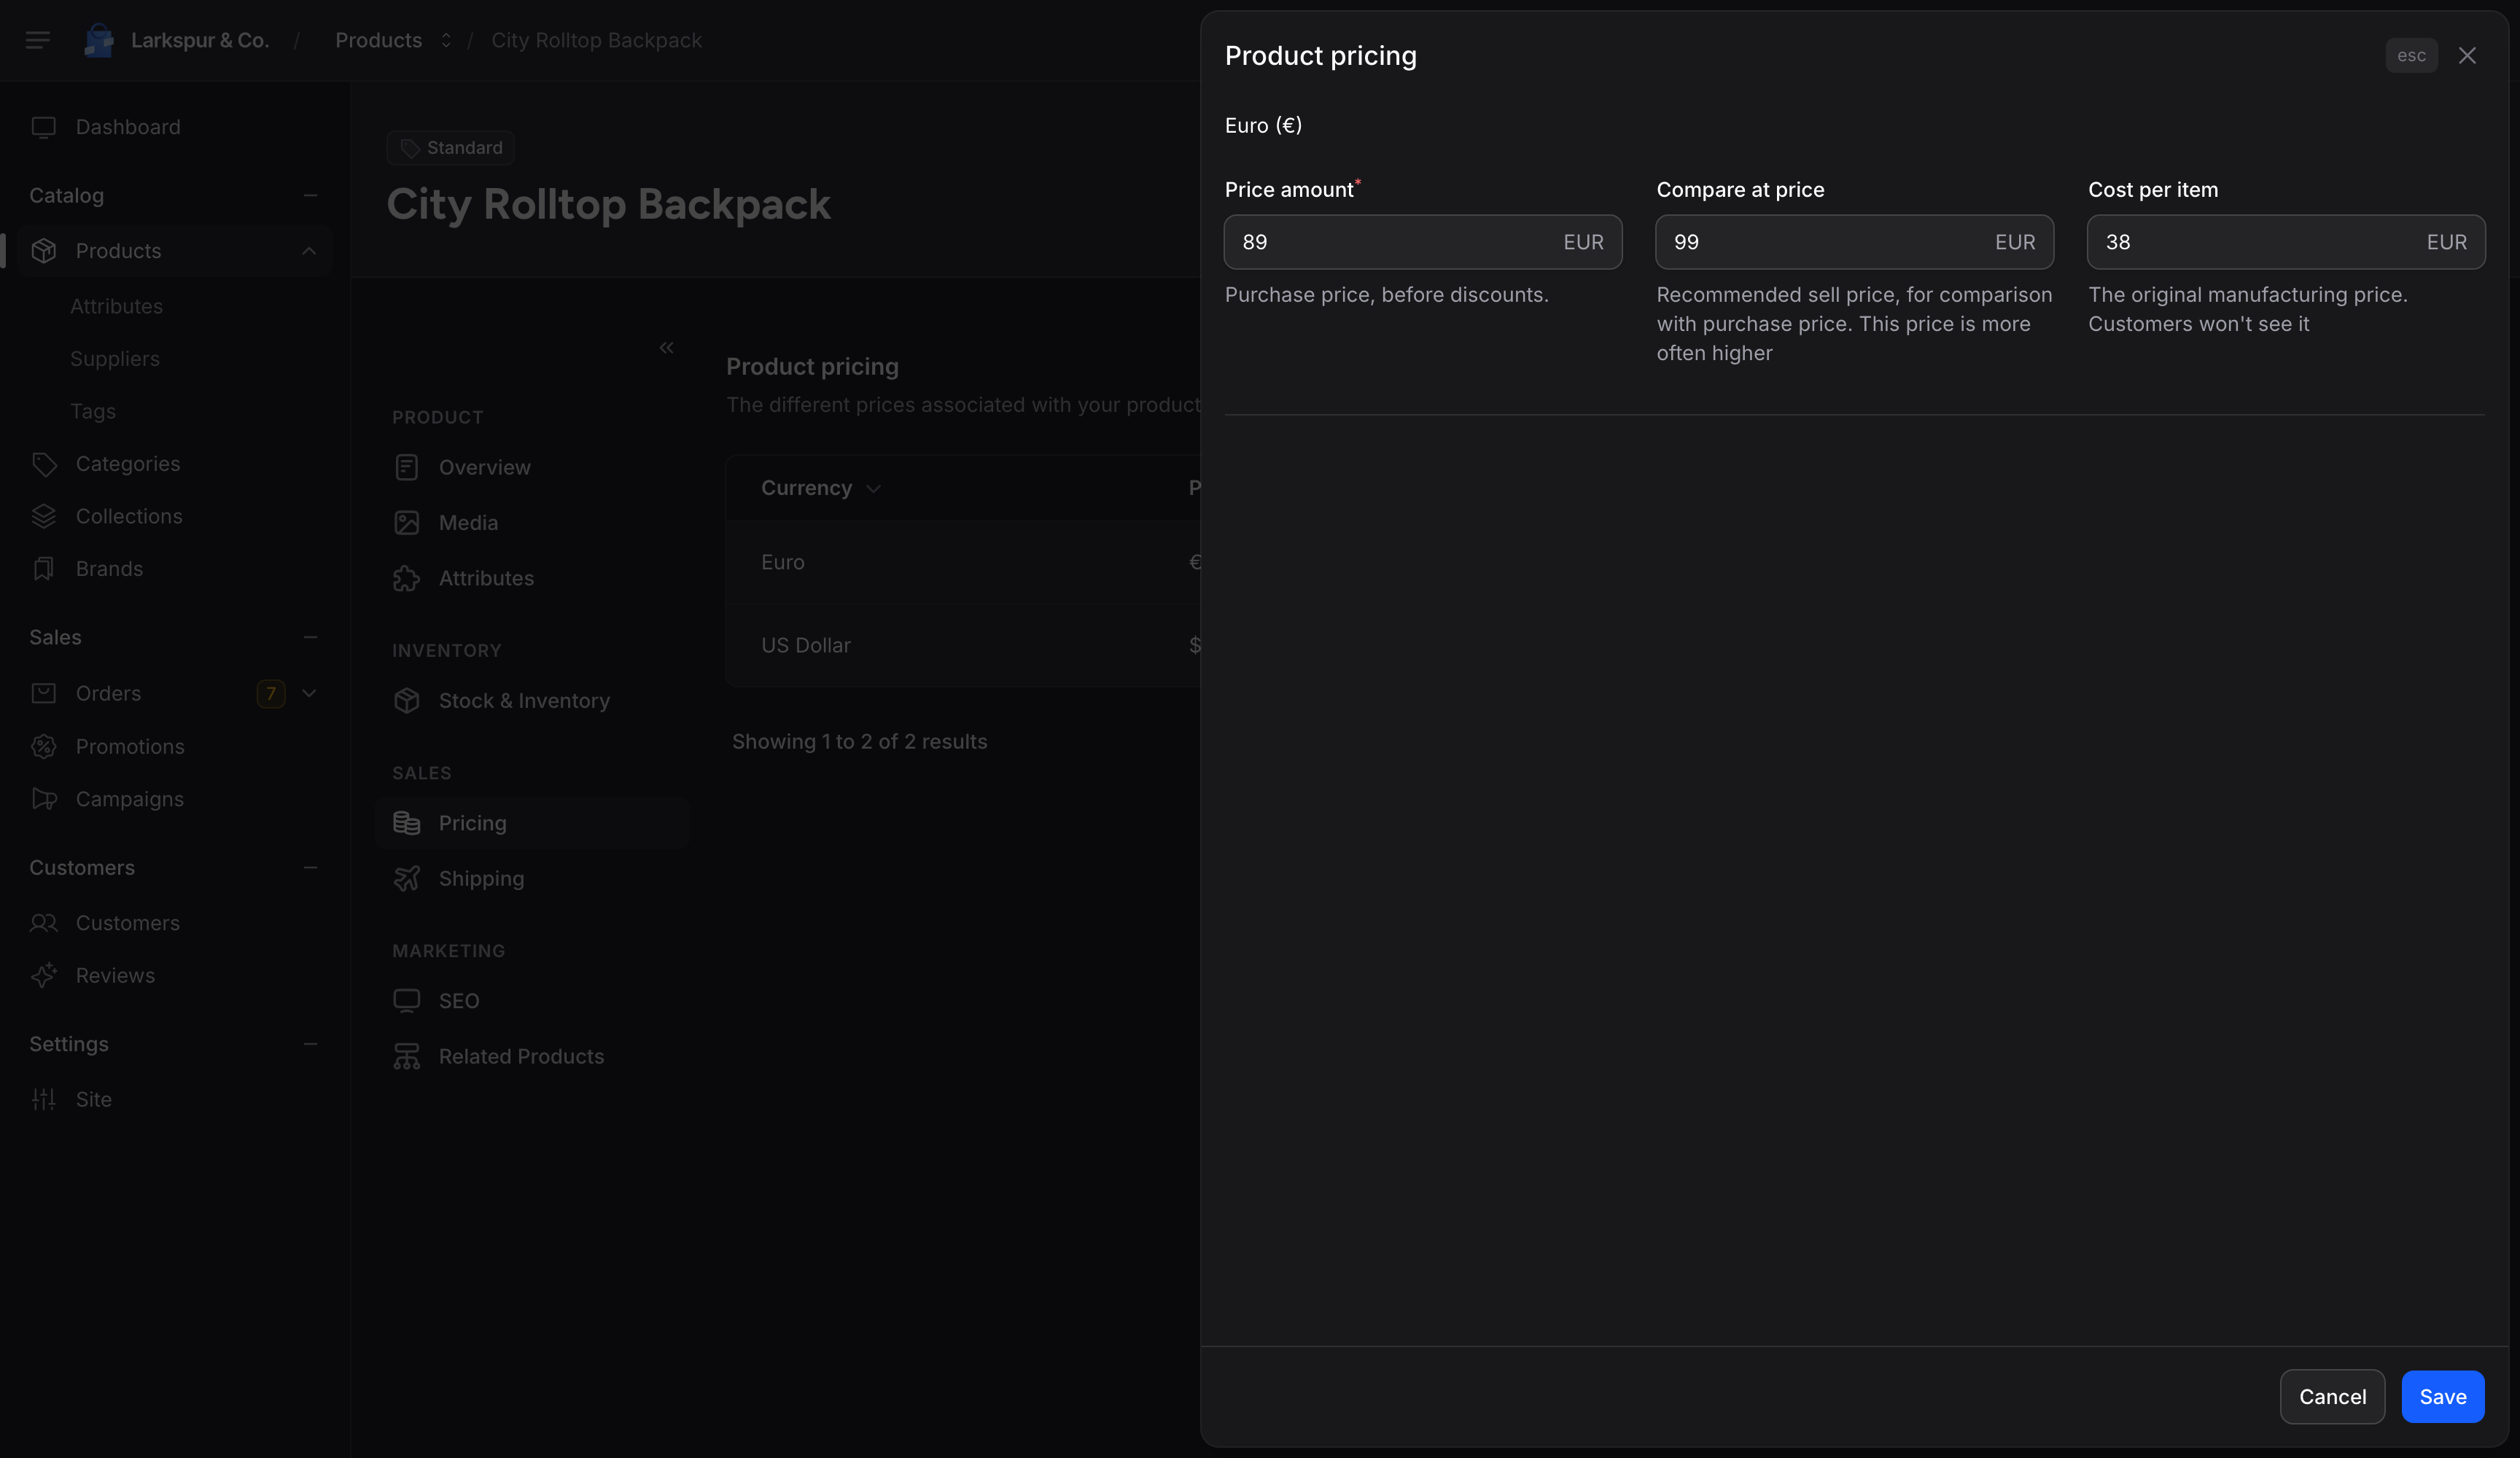 Larkspur & Co. / Products / City Rolltop Backpack
Dashboard
Catalog
Products
Attributes
Suppliers
Tags
Categories
Collections
Brands
Sales
Orders 7
Promotions
Campaigns
Customers
Customers
Reviews
Settings
Site
Standard
City Rolltop Backpack
PRODUCT
Overview
Media
Attributes
INVENTORY
Stock & Inventory
SALES
Pricing
Shipping
MARKETING
SEO
Related Products
Product pricing
The different prices associated with your product
Currency P
Euro €
US Dollar $
Showing 1 to 2 of 2 results
Product pricing esc
Euro (€)
Price amount*
89 EUR
Purchase price, before discounts.
Compare at price
99 EUR
Recommended sell price, for comparison
with purchase price. This price is more
often higher
Cost per item
38 EUR
The original manufacturing price.
Customers won't see it
Cancel Save